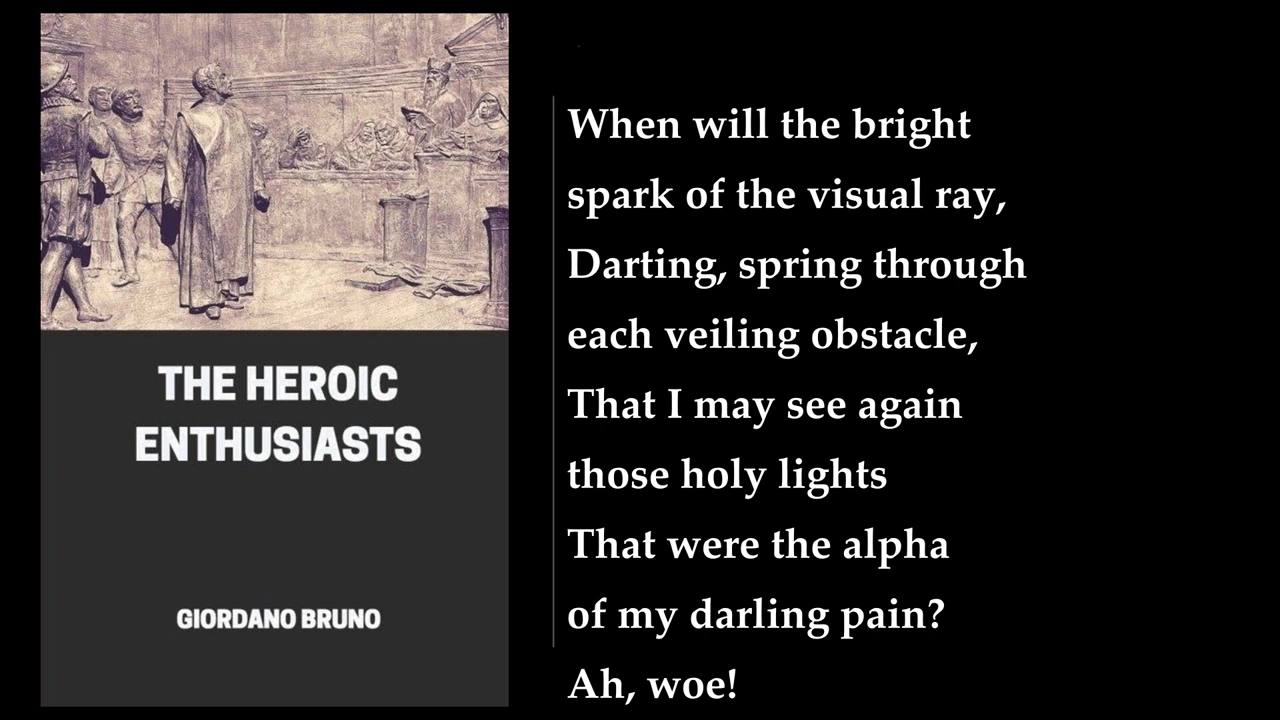 THE HEROIC
ENTHUSIASTS
GIORDANO BRUNO
When will the bright
spark of the visual ray,
Darting, spring through
each veiling obstacle,
That I may see again
those holy lights
That were the alpha
of my darling pain?
Ah, woe!